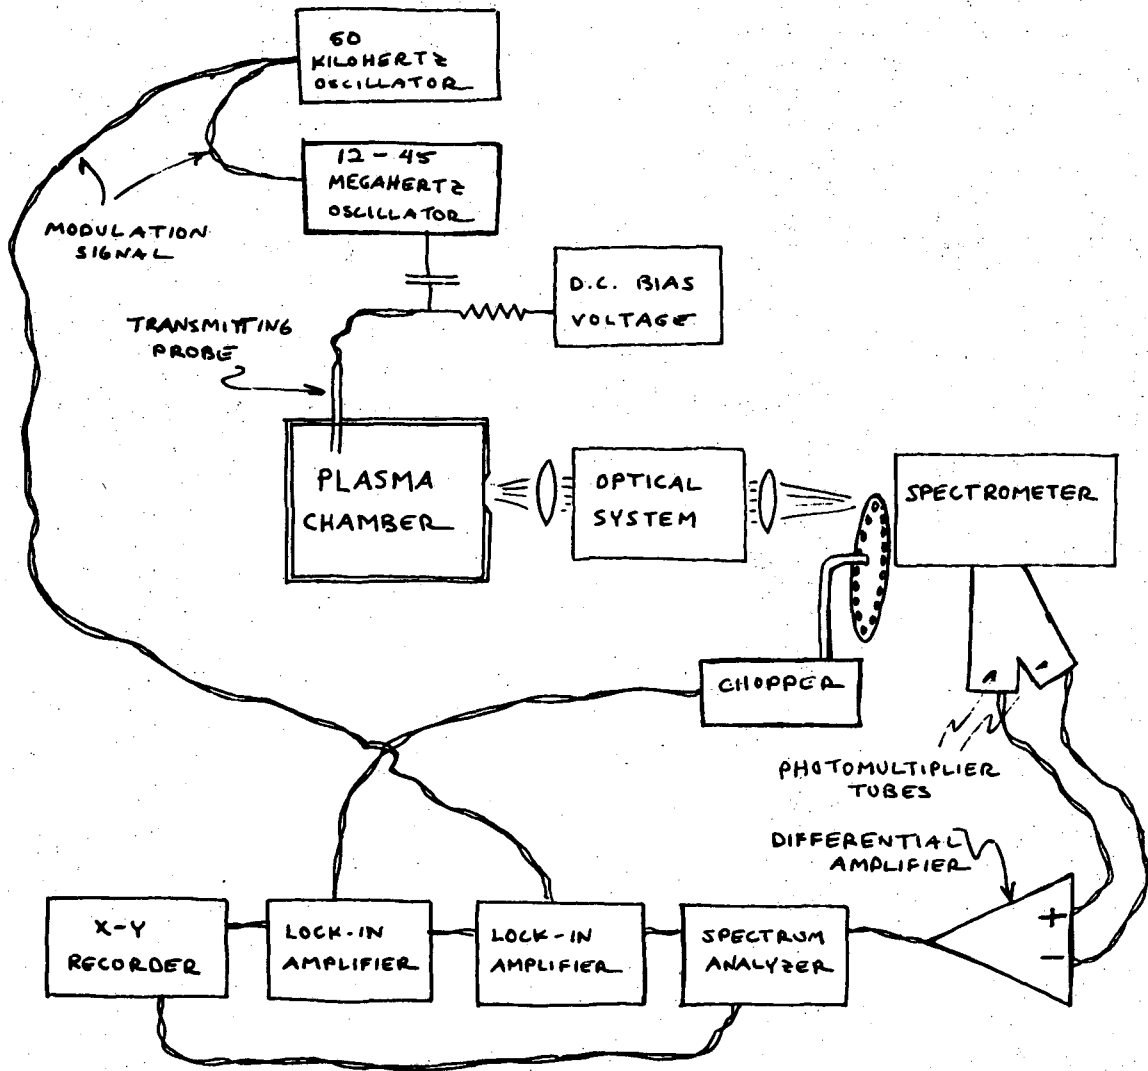 60
KILOHERTZ
OSCILLATOR
12 - 45
MEGAHERTZ
OSCILLATOR
MODULATION
SIGNAL
D.C. BIAS
VOLTAGE
TRANSMITTING
PROBE
PLASMA
CHAMBER
OPTICAL
SYSTEM
SPECTROMETER
CHOPPER
PHOTOMULTIPLIER
TUBES
DIFFERENTIAL
AMPLIFIER
+
−
X-Y
RECORDER
LOCK-IN
AMPLIFIER
LOCK-IN
AMPLIFIER
SPECTRUM
ANALYZER